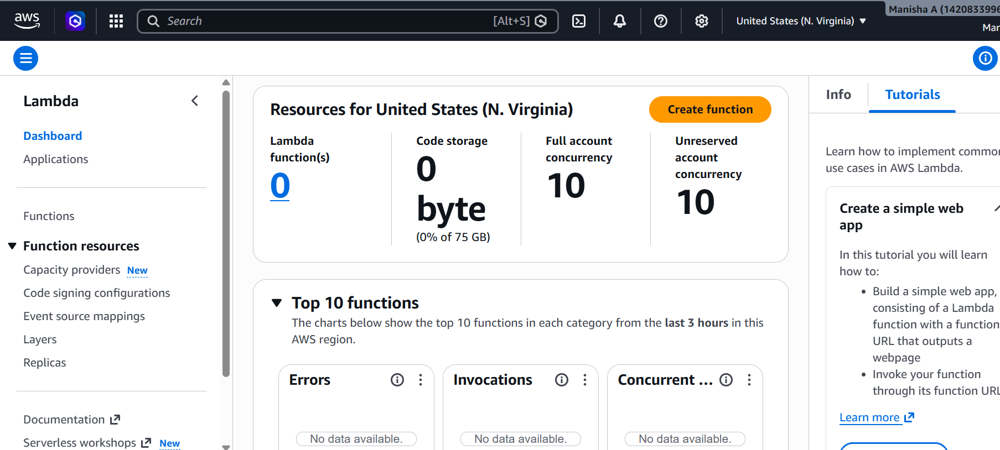 aws
Search
[Alt+S]
United States (N. Virginia)
Manisha A (1420833996
Mar
Lambda
Dashboard
Applications
Functions
Function resources
Capacity providers New
Code signing configurations
Event source mappings
Layers
Replicas
Documentation
Serverless workshops New
Resources for United States (N. Virginia)
Create function
Lambda
function(s)
0
Code storage
0
byte
(0% of 75 GB)
Full account
concurrency
10
Unreserved
account
concurrency
10
Top 10 functions
The charts below show the top 10 functions in each category from the last 3 hours in this
AWS region.
Errors
No data available.
Invocations
No data available.
Concurrent ...
No data available.
Info
Tutorials
Learn how to implement common
use cases in AWS Lambda.
Create a simple web
app
In this tutorial you will learn
how to:
• Build a simple web app,
consisting of a Lambda
function with a function
URL that outputs a
webpage
• Invoke your function
through its function URL
Learn more